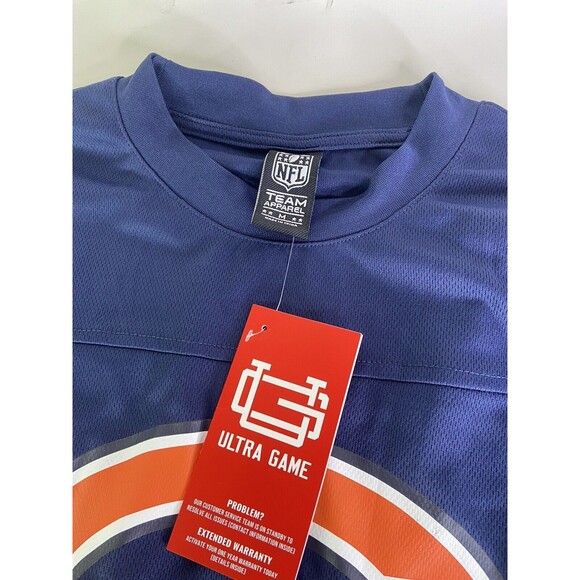 NFL
TEAM
APPAREL
M
ULTRA GAME
PROBLEM?
OUR CUSTOMER SERVICE TEAM IS ON STANDBY TO
RESOLVE ALL ISSUES (CONTACT INFORMATION INSIDE)
EXTENDED WARRANTY
ACTIVATE YOUR ONE YEAR WARRANTY TODAY
(DETAILS INSIDE)